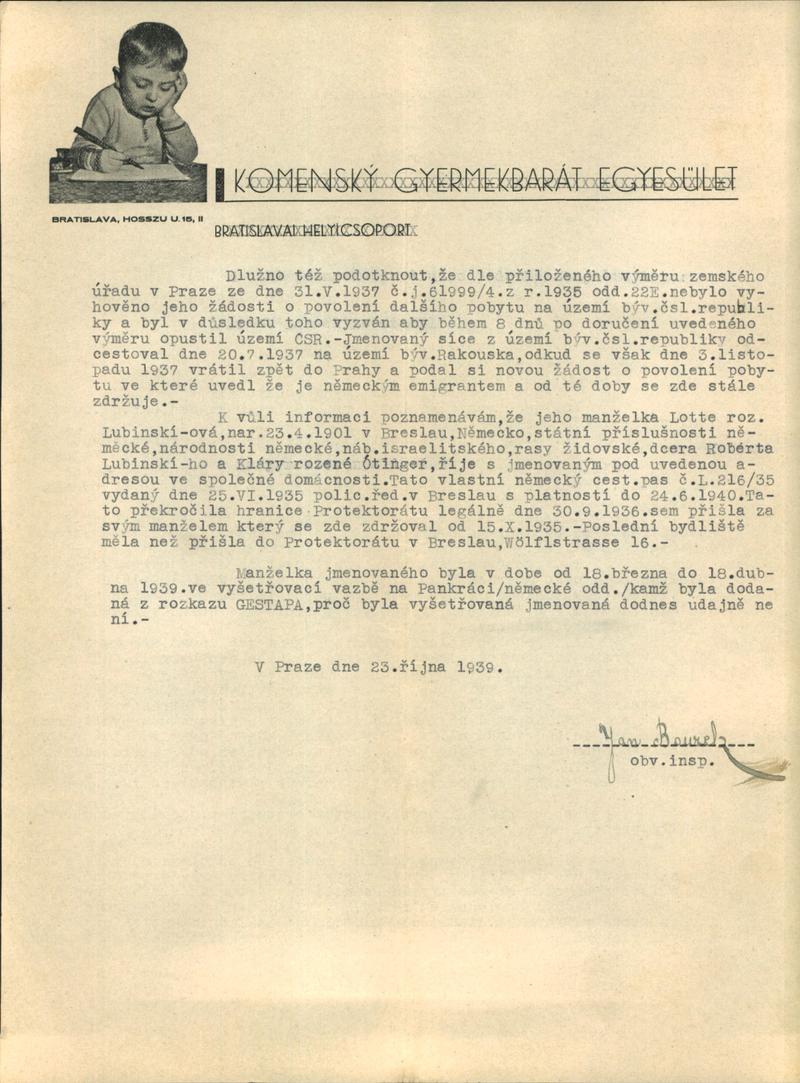 KOMENSKÝ GYERMEKBARÁT EGYESÜLET
BRATISLAVA, HOSSZU U. 15, II
BRATISLAVAI HELYICSOPORT
Dlužno též podotknout,že dle přiloženého výměru zemského
úřadu v Praze ze dne 31.V.1937 č.j.61999/4.z r.1935 odd.22E.nebylo vy-
hověno jeho žádosti o povolení dalšího pobytu na území býv.čsl.republi-
ky a byl v důsledku toho vyzván aby během 8 dnů po doručení uvedeného
výměru opustil území ČSR.-Jmenovaný sice z území býv.čsl.republiky od-
cestoval dne 20.7.1937 na území býv.Rakouska,odkud se však dne 3.listo-
padu 1937 vrátil zpět do Prahy a podal si novou žádost o povolení poby-
tu ve které uvedl že je německým emigrantem a od té doby se zde stále
zdržuje.-
K vůli informaci poznamenávám,že jeho manželka Lotte roz.
Lubinski-ová,nar.23.4.1901 v Breslau,Německo,státní příslušnosti ně-
měcké,národnosti německé,náb.israelitského,rasy židovské,dcera Robérta
Lubinski-ho a Kláry rozené Ötinger,říje s jmenovaným pod uvedenou a-
dresou ve společné domácnosti.Tato vlastní německý cest.pas č.L.216/35
vydaný dne 25.VI.1935 polic.řed.v Breslau s platností do 24.6.1940.Ta-
to překročila hranice Protektorátu legálně dne 30.9.1936.sem přišla za
svým manželem který se zde zdržoval od 15.X.1935.-Poslední bydliště
měla než přišla do Protektorátu v Breslau,Wölflstrasse 16.-
Manželka jmenovaného byla v dobe od 18.března do 18.dub-
na 1939.ve vyšetřovací vazbě na Pankráci/německé odd./kamž byla doda-
ná z rozkazu GESTAPA,proč byla vyšetřovaná jmenovaná dodnes udajně ne
ní.-
V Praze dne 23.října 1939.
Jan
obv.insp.